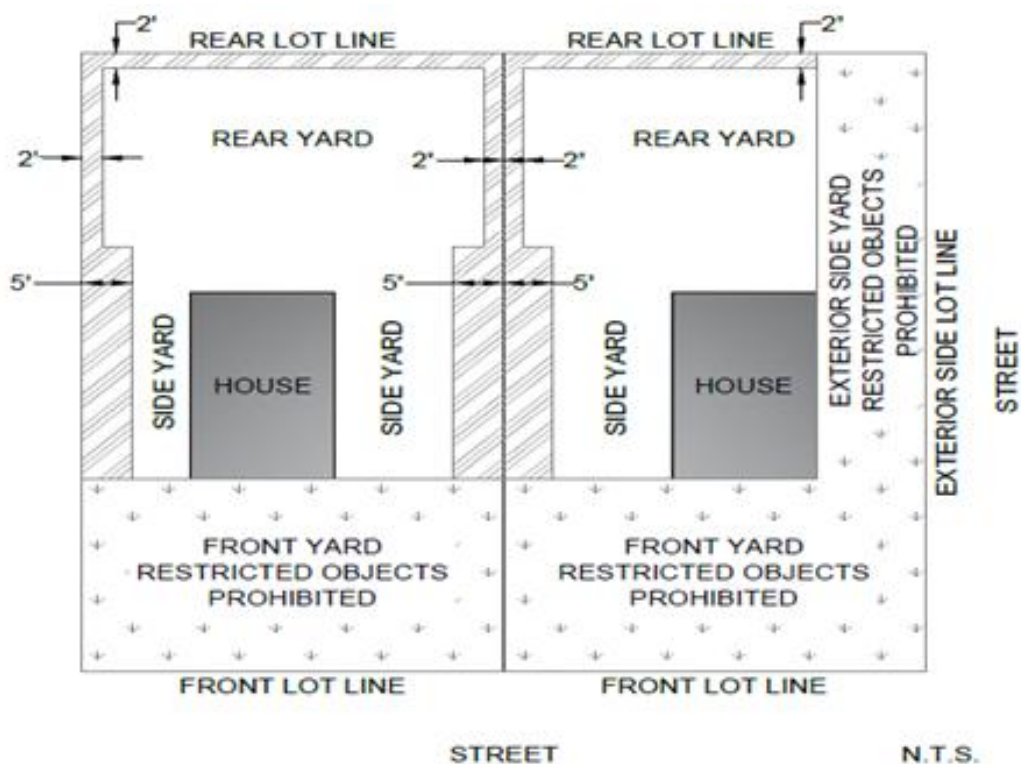 2'
REAR LOT LINE
REAR LOT LINE
2'
REAR YARD
REAR YARD
2'
2'
2'
5'
5'
5'
SIDE YARD
HOUSE
SIDE YARD
SIDE YARD
HOUSE
EXTERIOR SIDE YARD
RESTRICTED OBJECTS
PROHIBITED
EXTERIOR SIDE LOT LINE
STREET
FRONT YARD
RESTRICTED OBJECTS
PROHIBITED
FRONT YARD
RESTRICTED OBJECTS
PROHIBITED
FRONT LOT LINE
FRONT LOT LINE
STREET
N.T.S.